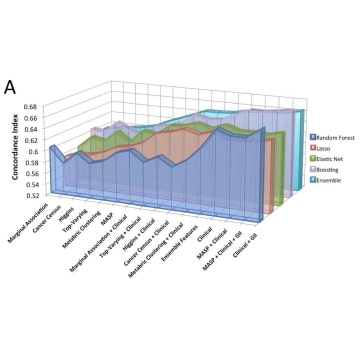 A
Concordance Index
0.68
0.66
0.64
0.62
0.6
0.58
0.56
0.54
0.52
Marginal Association
Cancer Census
Higgins
Top-Varying
Metabric Clustering
MASP
Marginal Association + Clinical
Top-Varying + Clinical
Higgins + Clinical
Cancer Census + Clinical
Metabric Clustering + Clinical
Ensemble Features
Clinical
MASP + Clinical
MASP + Clinical + GII
Clinical + GII
Random Forest
Lasso
Elastic Net
Boosting
Ensemble